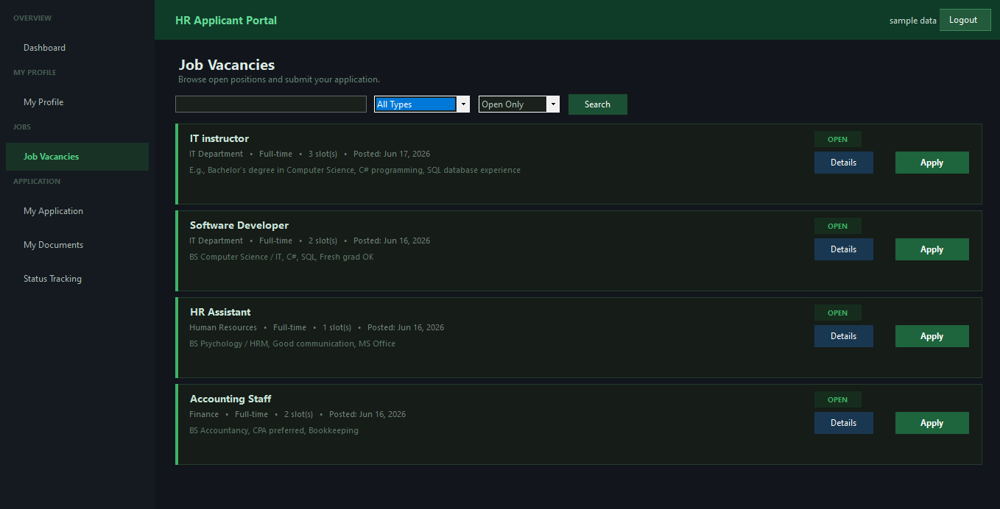 OVERVIEW
Dashboard
MY PROFILE
My Profile
JOBS
Job Vacancies
APPLICATION
My Application
My Documents
Status Tracking
HR Applicant Portal
sample data
Logout
Job Vacancies
Browse open positions and submit your application.
All Types
Open Only
Search
IT instructor
OPEN
IT Department • Full-time • 3 slot(s) • Posted: Jun 17, 2026
Details
Apply
E.g., Bachelor's degree in Computer Science, C# programming, SQL database experience
Software Developer
OPEN
IT Department • Full-time • 2 slot(s) • Posted: Jun 16, 2026
Details
Apply
BS Computer Science / IT, C#, SQL, Fresh grad OK
HR Assistant
OPEN
Human Resources • Full-time • 1 slot(s) • Posted: Jun 16, 2026
Details
Apply
BS Psychology / HRM, Good communication, MS Office
Accounting Staff
OPEN
Finance • Full-time • 2 slot(s) • Posted: Jun 16, 2026
Details
Apply
BS Accountancy, CPA preferred, Bookkeeping